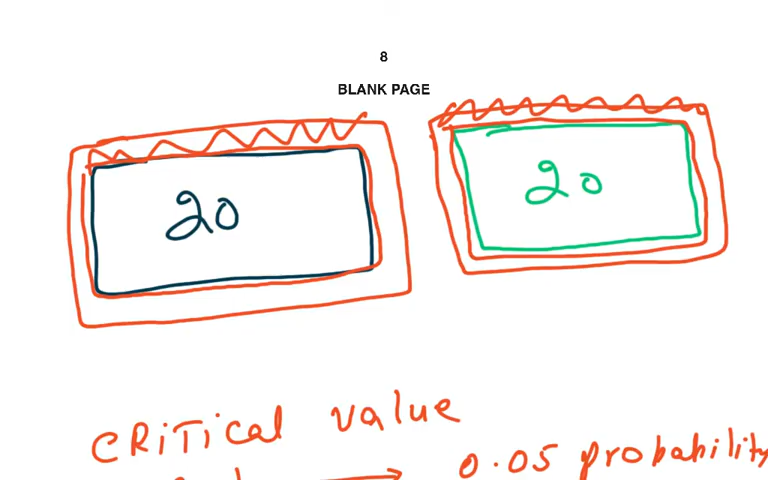 8
BLANK PAGE
20
20
CRiTiCal value
0.05 probability